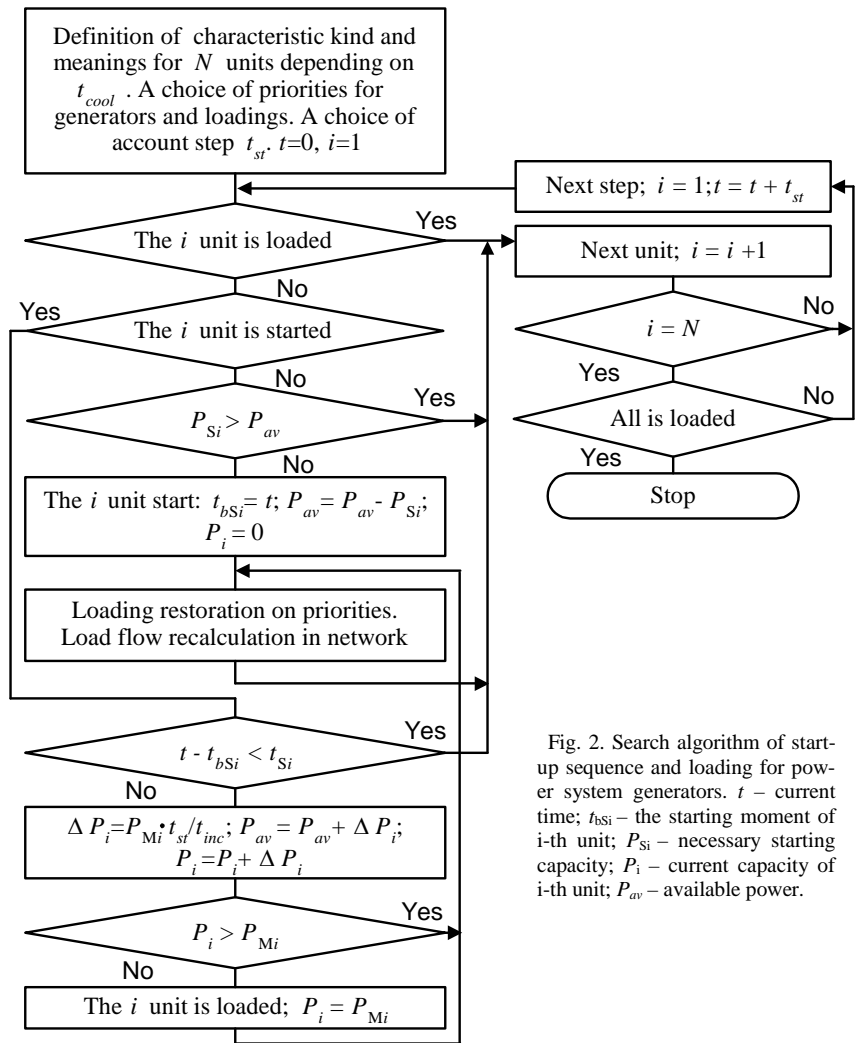 Definition of characteristic kind and
meanings for N units depending on
t_cool . A choice of priorities for
generators and loadings. A choice of
account step t_st. t=0, i=1
Next step; i = 1;t = t + t_st
The i unit is loaded
Yes
No
Next unit; i = i +1
Yes
The i unit is started
No
i = N
No
Yes
P_Si > P_av
Yes
No
All is loaded
No
Yes
Stop
The i unit start: t_bSi= t; P_av= P_av- P_Si;
P_i = 0
Loading restoration on priorities.
Load flow recalculation in network
t - t_bSi < t_Si
Yes
No
Δ P_i=P_Mi·t_st/t_inc; P_av = P_av+ Δ P_i;
P_i=P_i+ Δ P_i
P_i > P_Mi
Yes
No
The i unit is loaded; P_i = P_Mi
Fig. 2. Search algorithm of start-
up sequence and loading for pow-
er system generators. t – current
time; t_bSi – the starting moment of
i-th unit; P_Si – necessary starting
capacity; P_i – current capacity of
i-th unit; P_av – available power.